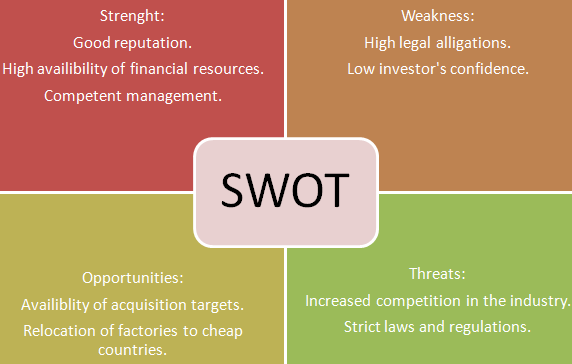 Strenght:
Good reputation.
High availibility of financial resources.
Competent management.
Weakness:
High legal alligations.
Low investor's confidence.
SWOT
Opportunities:
Availiblity of acquisition targets.
Relocation of factories to cheap
countries.
Threats:
Increased competition in the industry.
Strict laws and regulations.